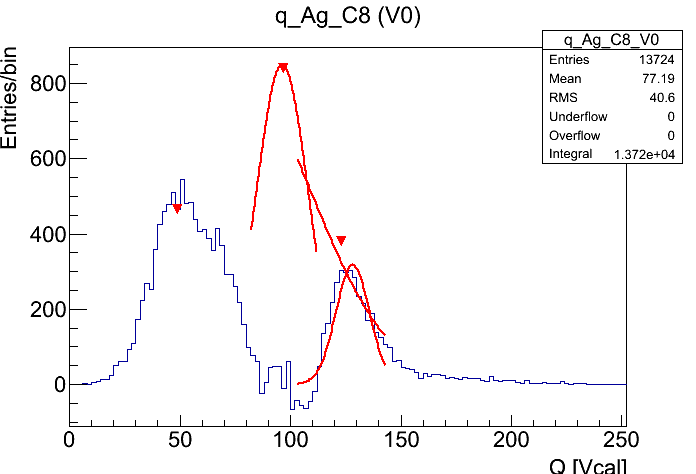 q_Ag_C8 (V0)
q_Ag_C8_V0
Entries 13724
Mean 77.19
RMS 40.6
Underflow 0
Overflow 0
Integral 1.372e+04
Entries/bin
800
600
400
200
0
0 50 100 150 200 250
Q [Vcal]